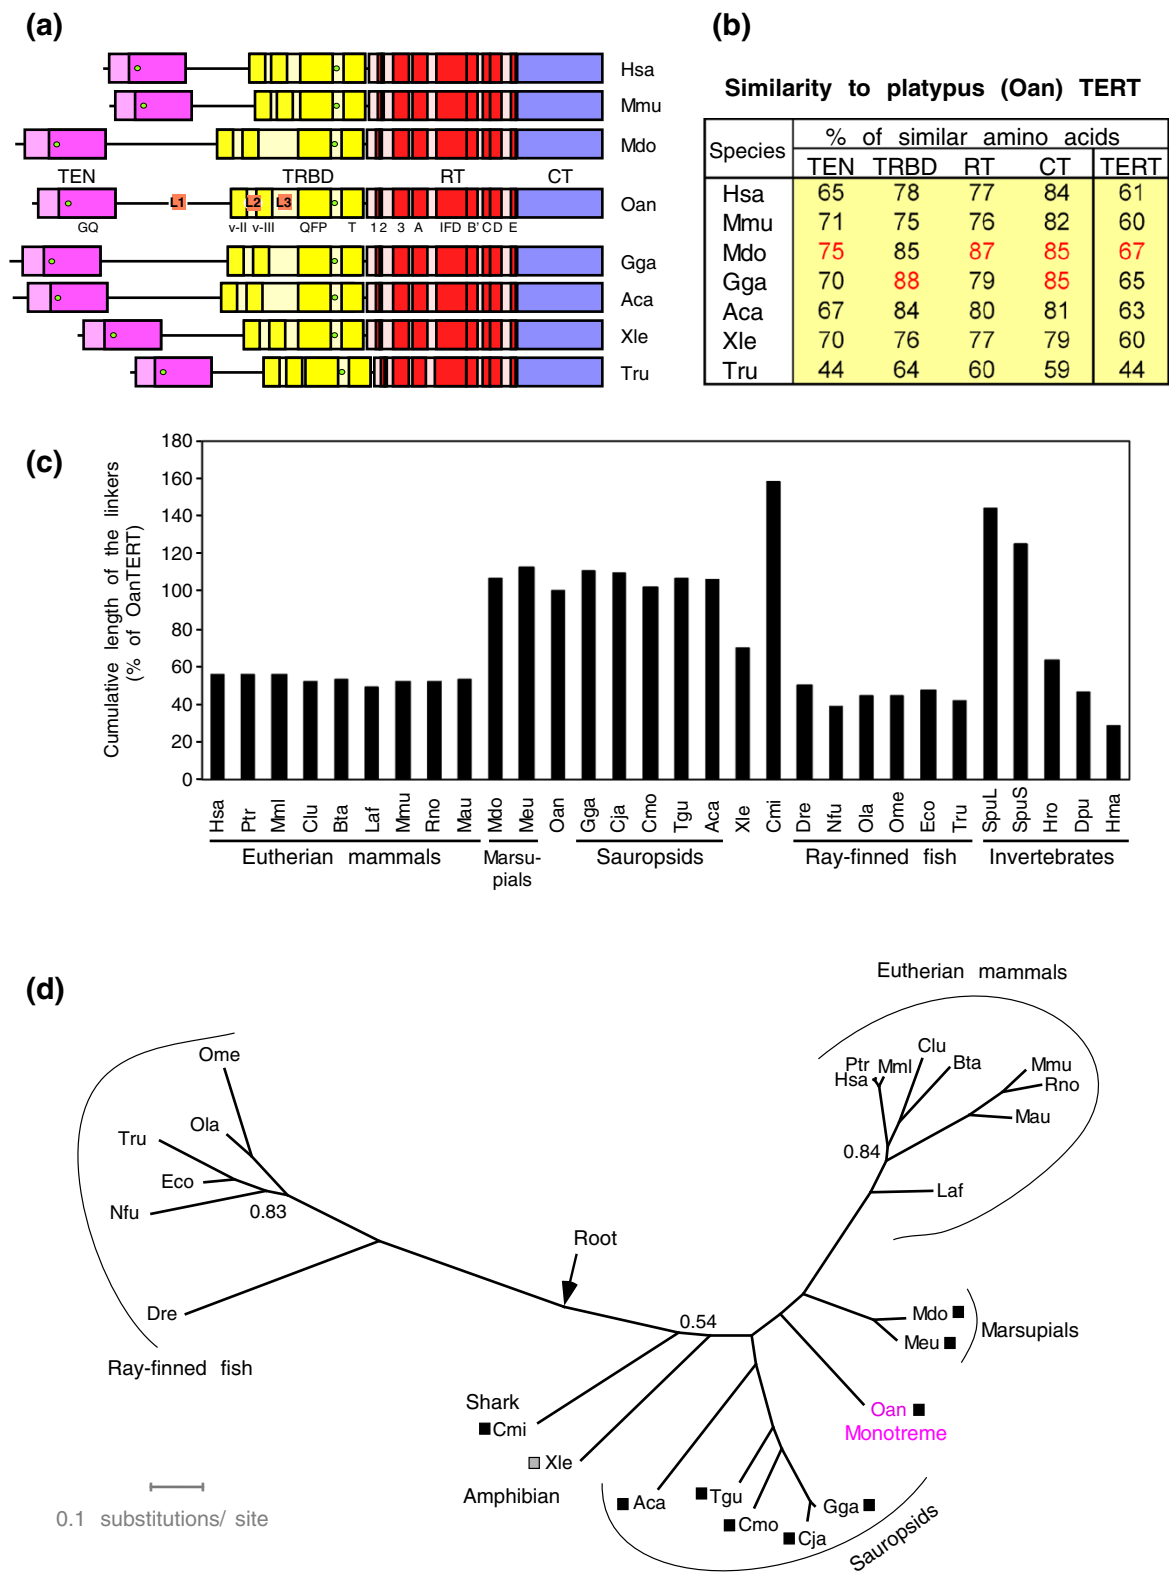 (a)
Hsa
Mmu
Mdo
TEN TRBD RT CT
L1 L2 L3 Oan
GQ v-II v-III QFP T 1 2 3 A IFD B' C D E
Gga
Aca
Xle
Tru
(b)
Similarity to platypus (Oan) TERT
Species % of similar amino acids
TEN TRBD RT CT TERT
Hsa 65 78 77 84 61
Mmu 71 75 76 82 60
Mdo 75 85 87 85 67
Gga 70 88 79 85 65
Aca 67 84 80 81 63
Xle 70 76 77 79 60
Tru 44 64 60 59 44
(c)
Cumulative length of the linkers
(% of OanTERT)
180
160
140
120
100
80
60
40
20
0
Hsa Ptr Mml Clu Bta Laf Mmu Rno Mau Mdo Meu Oan Gga Cja Cmo Tgu Aca Xle Cmi Dre Nfu Ola Ome Eco Tru SpuL SpuS Hro Dpu Hma
Eutherian mammals Marsu-
pials Sauropsids Ray-finned fish Invertebrates
(d)
Eutherian mammals
Ome
Ola
Tru
Eco
Nfu
0.83
Dre
Ray-finned fish
Root
0.54
Ptr
Hsa
Mml
Clu
Bta
Mmu
Rno
Mau
0.84
Laf
Mdo
Meu
Marsupials
Oan
Monotreme
Shark
Cmi
Xle
Amphibian
Aca
Tgu
Cmo
Cja
Gga
Sauropsids
0.1 substitutions/ site